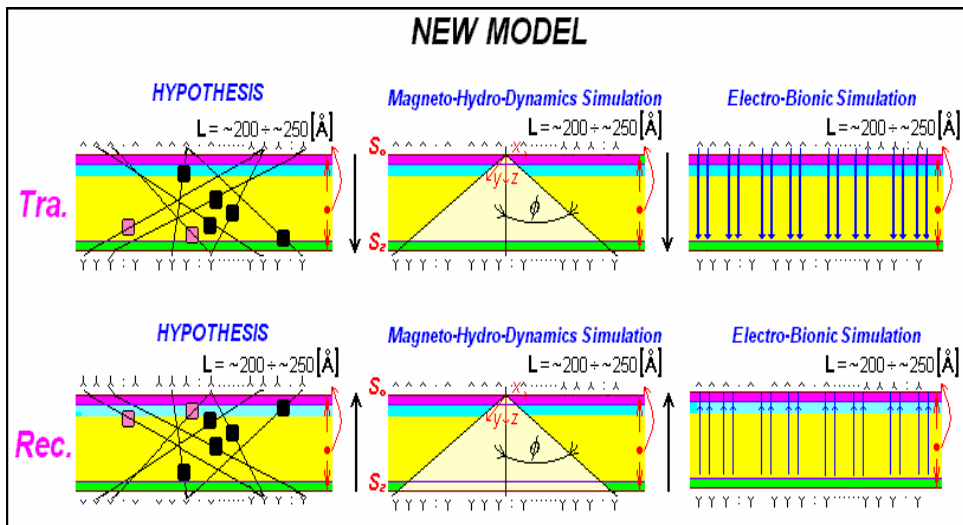 NEW MODEL
HYPOTHESIS
Magneto-Hydro-Dynamics Simulation
Electro-Bionic Simulation
L = ~200 ÷ ~250 [Å]
L = ~200 ÷ ~250 [Å]
L = ~200 ÷ ~250 [Å]
Tra.
S₀
x
y
z
ϕ
S₂
HYPOTHESIS
Magneto-Hydro-Dynamics Simulation
Electro-Bionic Simulation
L = ~200 ÷ ~250 [Å]
L = ~200 ÷ ~250 [Å]
L = ~200 ÷ ~250 [Å]
Rec.
S₀
x
y
z
ϕ
S₂